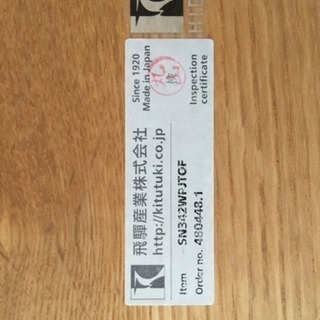 Since 1920
Made in Japan
Inspection
certificate
飛騨産業株式会社
http://kitutuki.co.jp
Item SN342WPJTOF
Order no. 480448.1